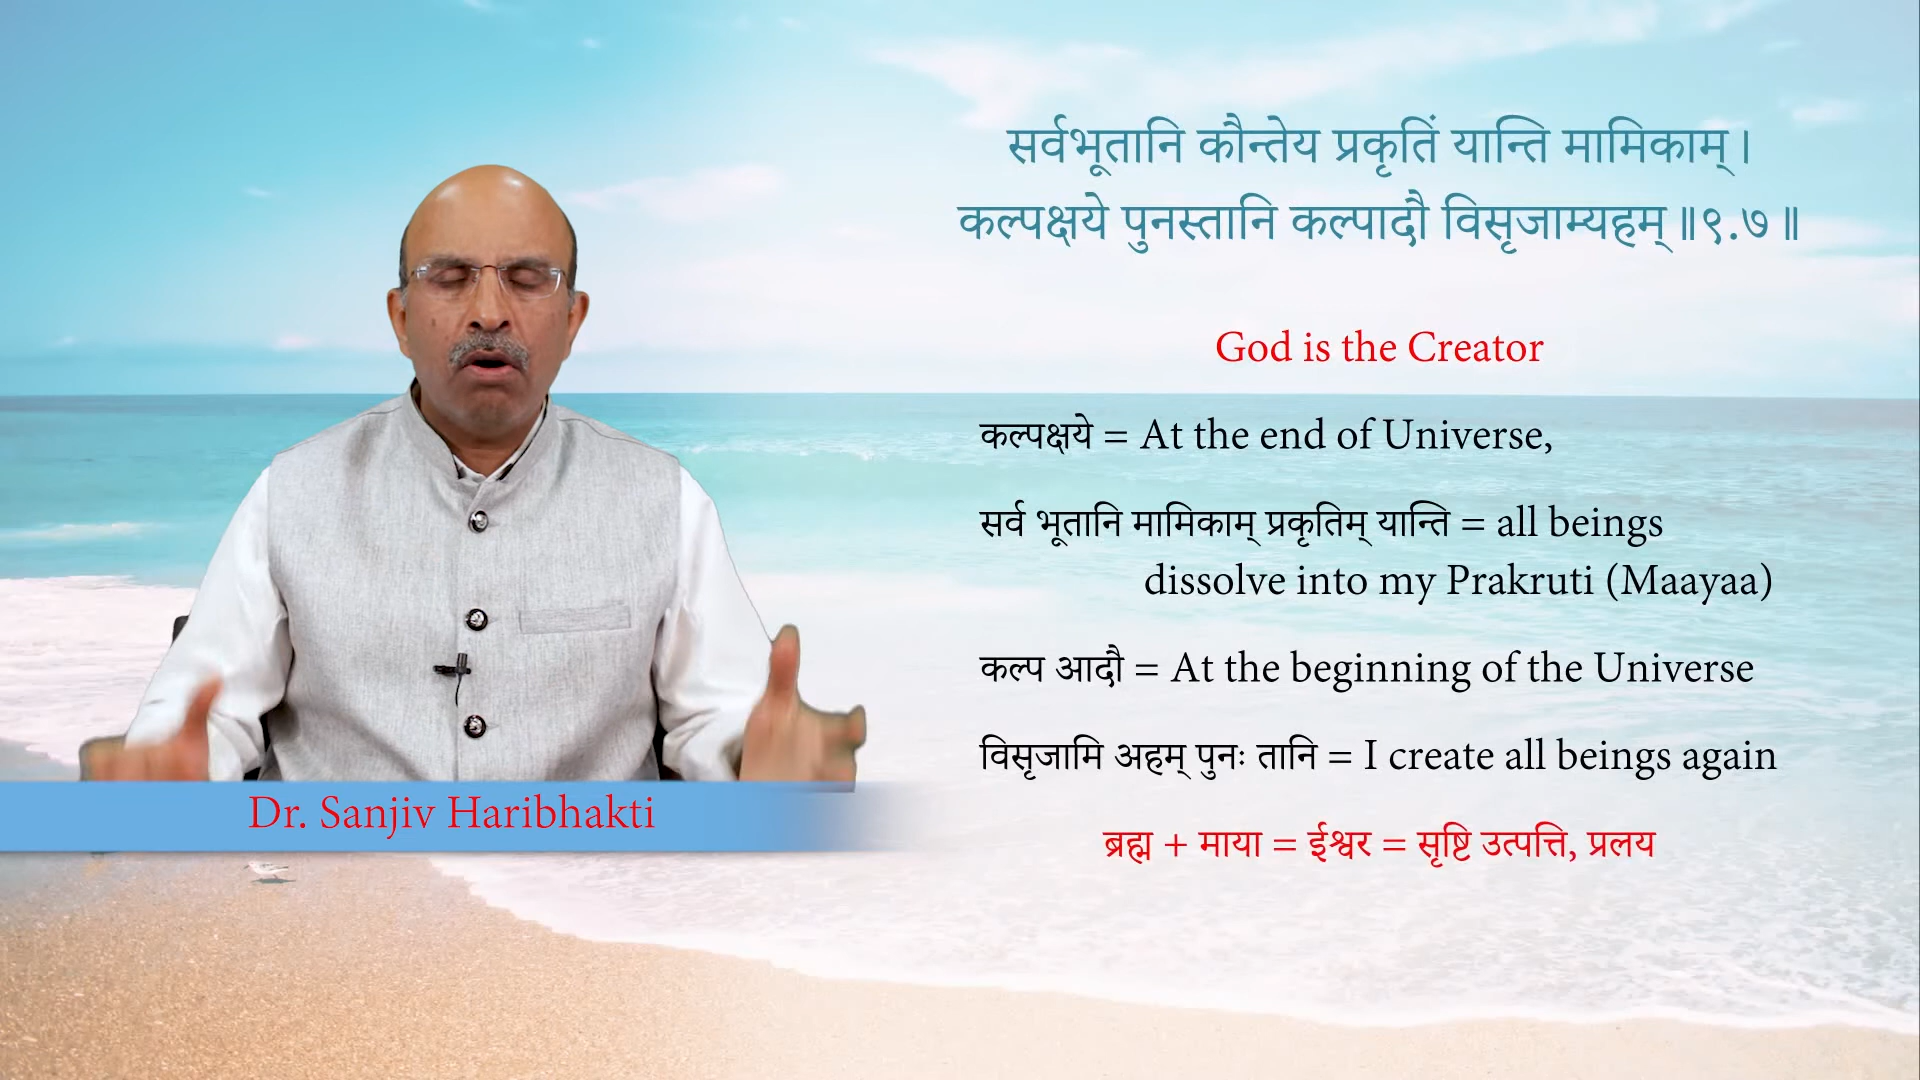 सर्वभूतानि कौन्तेय प्रकृतिं यान्ति मामिकाम् ।
कल्पक्षये पुनस्तानि कल्पादौ विसृजाम्यहम् ॥९.७॥
God is the Creator
कल्पक्षये = At the end of Universe,
सर्व भूतानि मामिकाम् प्रकृतिम् यान्ति = all beings
dissolve into my Prakruti (Maayaa)
कल्प आदौ = At the beginning of the Universe
विसृजामि अहम् पुनः तानि = I create all beings again
ब्रह्म + माया = ईश्वर = सृष्टि उत्पत्ति, प्रलय
Dr. Sanjiv Haribhakti